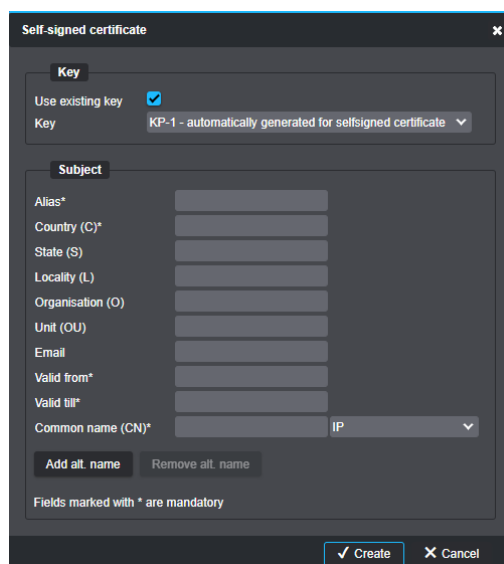 Self-signed certificate
Key
Use existing key
Key KP-1 - automatically generated for selfsigned certificate
Subject
Alias*
Country (C)*
State (S)
Locality (L)
Organisation (O)
Unit (OU)
Email
Valid from*
Valid till*
Common name (CN)* IP
Add alt. name Remove alt. name
Fields marked with * are mandatory
Create Cancel